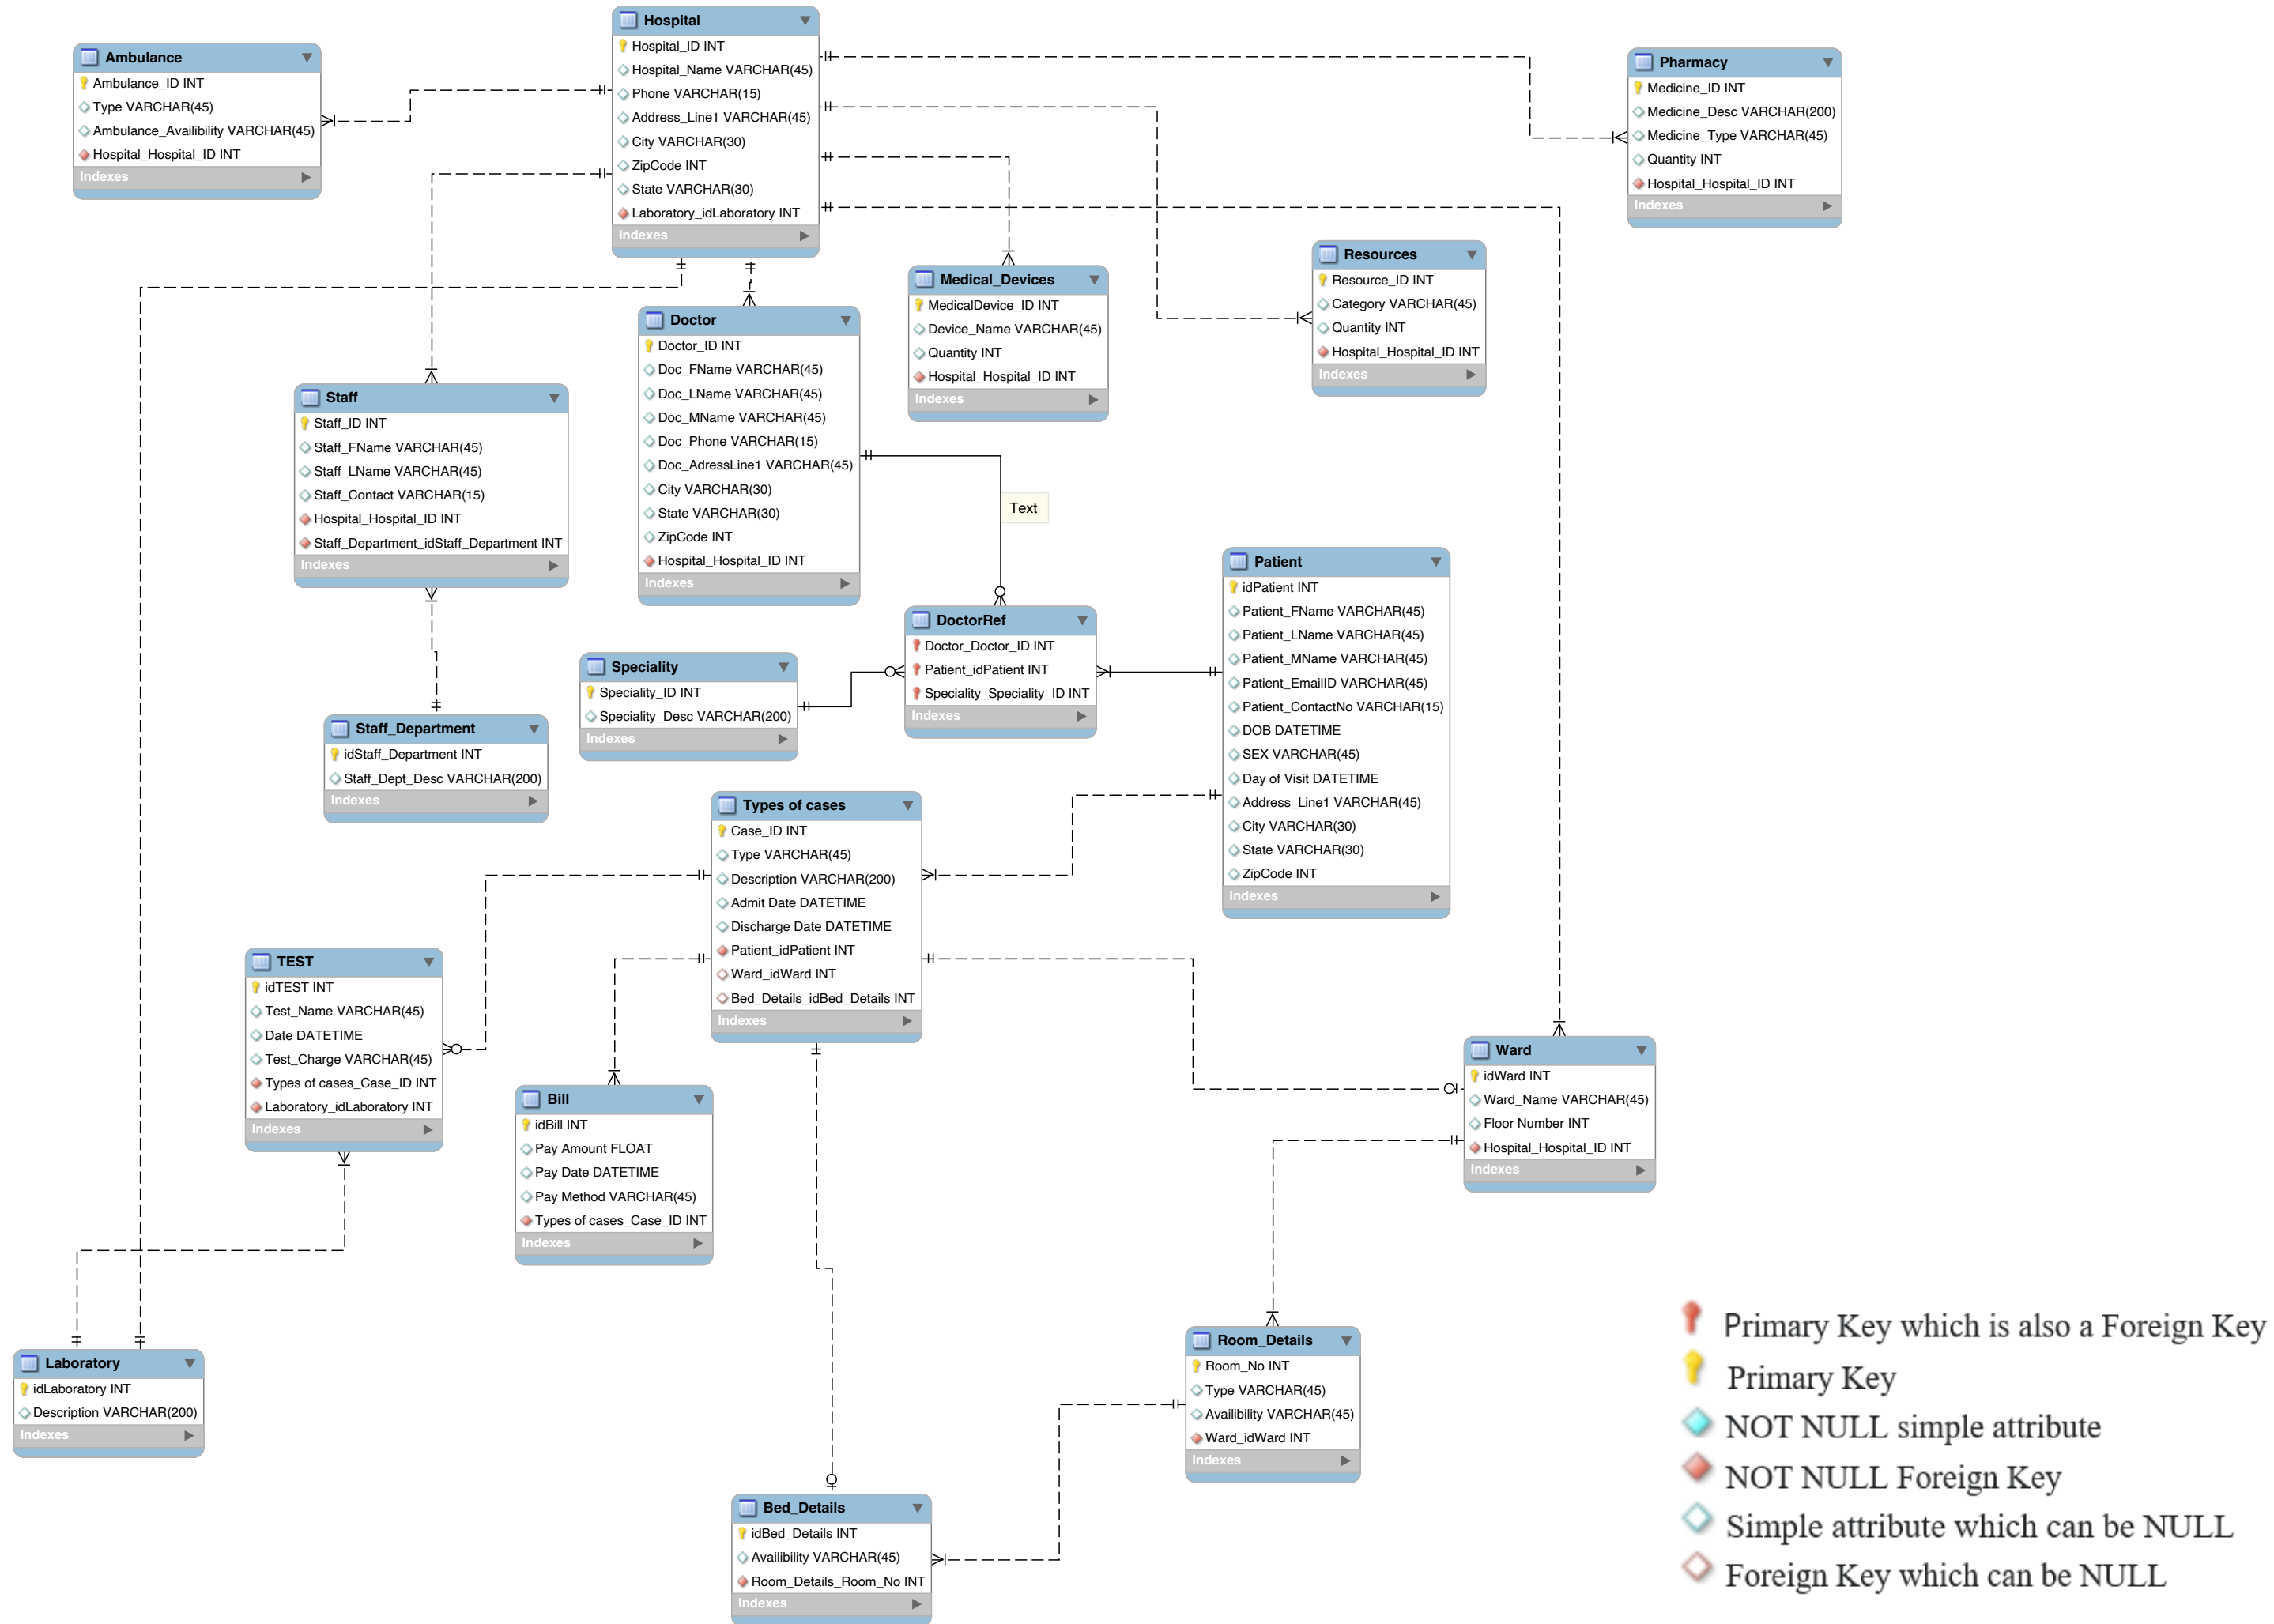 Hospital
Hospital_ID INT
Hospital_Name VARCHAR(45)
Phone VARCHAR(15)
Address_Line1 VARCHAR(45)
City VARCHAR(30)
ZipCode INT
State VARCHAR(30)
Laboratory_idLaboratory INT
Indexes
Ambulance
Ambulance_ID INT
Type VARCHAR(45)
Ambulance_Availibility VARCHAR(45)
Hospital_Hospital_ID INT
Indexes
Pharmacy
Medicine_ID INT
Medicine_Desc VARCHAR(200)
Medicine_Type VARCHAR(45)
Quantity INT
Hospital_Hospital_ID INT
Indexes
Resources
Resource_ID INT
Category VARCHAR(45)
Quantity INT
Hospital_Hospital_ID INT
Indexes
Medical_Devices
MedicalDevice_ID INT
Device_Name VARCHAR(45)
Quantity INT
Hospital_Hospital_ID INT
Indexes
Doctor
Doctor_ID INT
Doc_FName VARCHAR(45)
Doc_LName VARCHAR(45)
Doc_MName VARCHAR(45)
Doc_Phone VARCHAR(15)
Doc_AdressLine1 VARCHAR(45)
City VARCHAR(30)
State VARCHAR(30)
ZipCode INT
Hospital_Hospital_ID INT
Indexes
Staff
Staff_ID INT
Staff_FName VARCHAR(45)
Staff_LName VARCHAR(45)
Staff_Contact VARCHAR(15)
Hospital_Hospital_ID INT
Staff_Department_idStaff_Department INT
Indexes
Text
Patient
idPatient INT
Patient_FName VARCHAR(45)
Patient_LName VARCHAR(45)
Patient_MName VARCHAR(45)
Patient_EmailID VARCHAR(45)
Patient_ContactNo VARCHAR(15)
DOB DATETIME
SEX VARCHAR(45)
Day of Visit DATETIME
Address_Line1 VARCHAR(45)
City VARCHAR(30)
State VARCHAR(30)
ZipCode INT
Indexes
DoctorRef
Doctor_Doctor_ID INT
Patient_idPatient INT
Speciality_Speciality_ID INT
Indexes
Speciality
Speciality_ID INT
Speciality_Desc VARCHAR(200)
Indexes
Staff_Department
idStaff_Department INT
Staff_Dept_Desc VARCHAR(200)
Indexes
Types of cases
Case_ID INT
Type VARCHAR(45)
Description VARCHAR(200)
Admit Date DATETIME
Discharge Date DATETIME
Patient_idPatient INT
Ward_idWard INT
Bed_Details_idBed_Details INT
Indexes
TEST
idTEST INT
Test_Name VARCHAR(45)
Date DATETIME
Test_Charge VARCHAR(45)
Types of cases_Case_ID INT
Laboratory_idLaboratory INT
Indexes
Bill
idBill INT
Pay Amount FLOAT
Pay Date DATETIME
Pay Method VARCHAR(45)
Types of cases_Case_ID INT
Indexes
Ward
idWard INT
Ward_Name VARCHAR(45)
Floor Number INT
Hospital_Hospital_ID INT
Indexes
Laboratory
idLaboratory INT
Description VARCHAR(200)
Indexes
Room_Details
Room_No INT
Type VARCHAR(45)
Availibility VARCHAR(45)
Ward_idWard INT
Indexes
Bed_Details
idBed_Details INT
Availibility VARCHAR(45)
Room_Details_Room_No INT
Indexes
Primary Key which is also a Foreign Key
Primary Key
NOT NULL simple attribute
NOT NULL Foreign Key
Simple attribute which can be NULL
Foreign Key which can be NULL